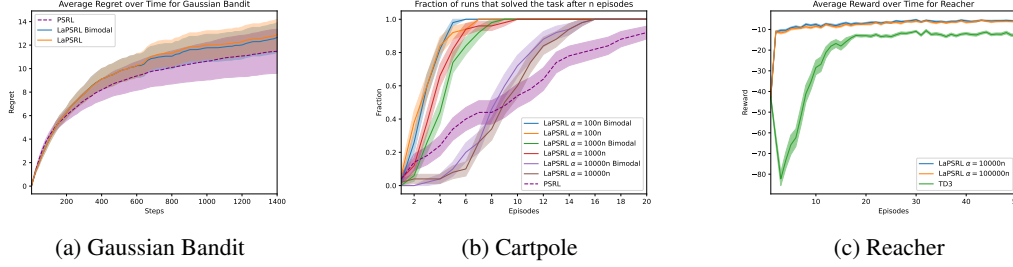 Average Regret over Time for Gaussian Bandit
14
12
10
8
6
4
2
0
Regret
PSRL
LaPSRL Bimodal
LaPSRL
200 400 600 800 1000 1200 1400
Steps
(a) Gaussian Bandit
Fraction of runs that solved the task after n episodes
1.0
0.8
0.6
0.4
0.2
0.0
Fraction
LaPSRL α = 100n Bimodal
LaPSRL α = 100n
LaPSRL α = 1000n Bimodal
LaPSRL α = 1000n
LaPSRL α = 10000n Bimodal
LaPSRL α = 10000n
PSRL
2 4 6 8 10 12 14 16 18 20
Episodes
(b) Cartpole
Average Reward over Time for Reacher
0
−10
−20
−30
−40
−50
−60
−70
−80
Reward
LaPSRL α = 10000n
LaPSRL α = 100000n
TD3
10 20 30 40 50
Episodes
(c) Reacher